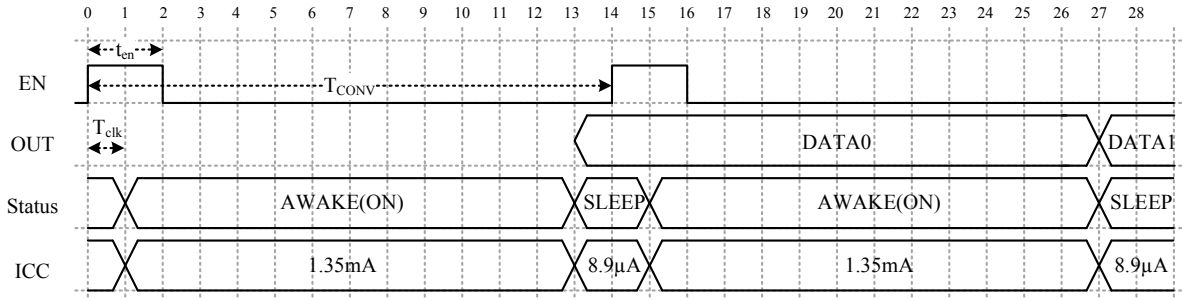 0 1 2 3 4 5 6 7 8 9 10 11 12 13 14 15 16 17 18 19 20 21 22 23 24 25 26 27 28
ten
EN
TCONV
Tclk
OUT DATA0 DATA1
Status AWAKE(ON) SLEEP AWAKE(ON) SLEEP
ICC 1.35mA 8.9µA 1.35mA 8.9µA